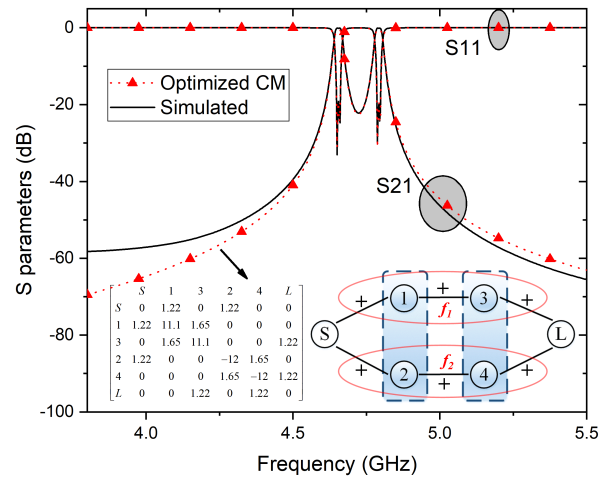 S parameters (dB)
0
-20
-40
-60
-80
-100
S11
Optimized CM
Simulated
S21
S 1 3 2 4 L
S 0 1.22 0 1.22 0 0
1 1.22 11.1 1.65 0 0 0
3 0 1.65 11.1 0 0 1.22
2 1.22 0 0 −12 1.65 0
4 0 0 0 1.65 −12 1.22
L 0 0 1.22 0 1.22 0
+ 1 + 3 +
f1
S L
f2
+ 2 + 4 +
4.0 4.5 5.0 5.5
Frequency (GHz)